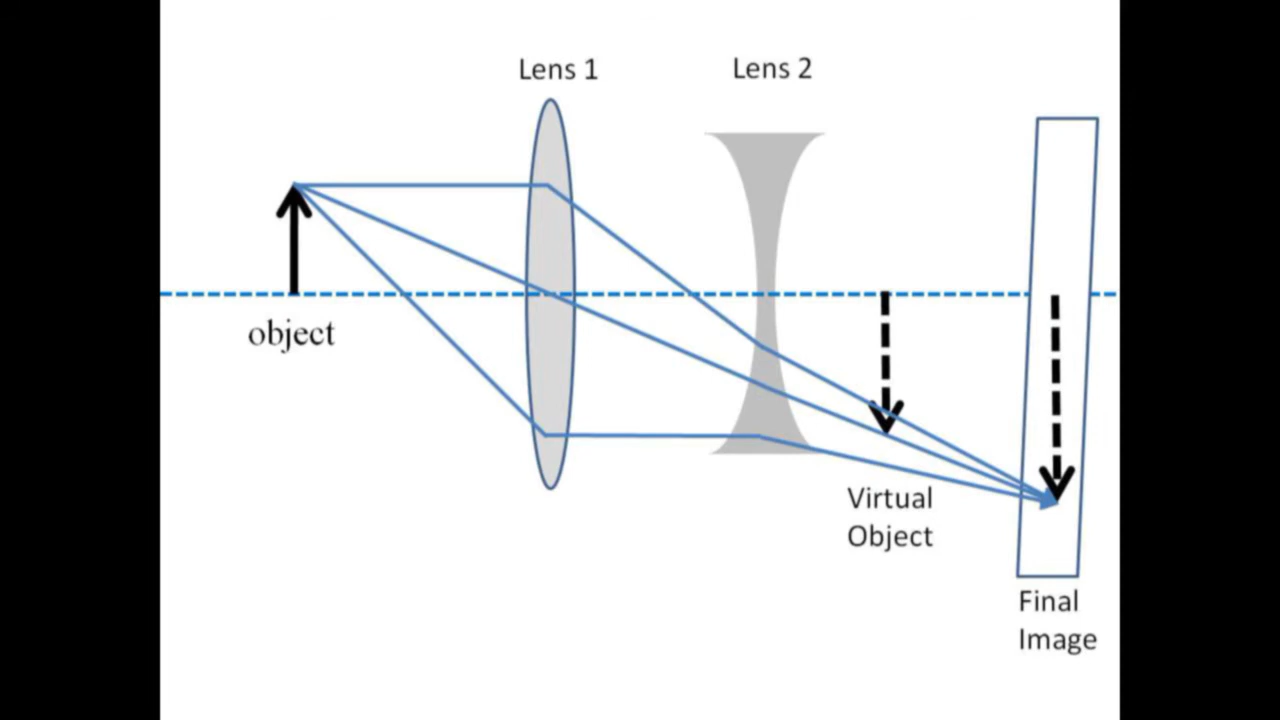 Lens 1
Lens 2
object
Virtual
Object
Final
Image